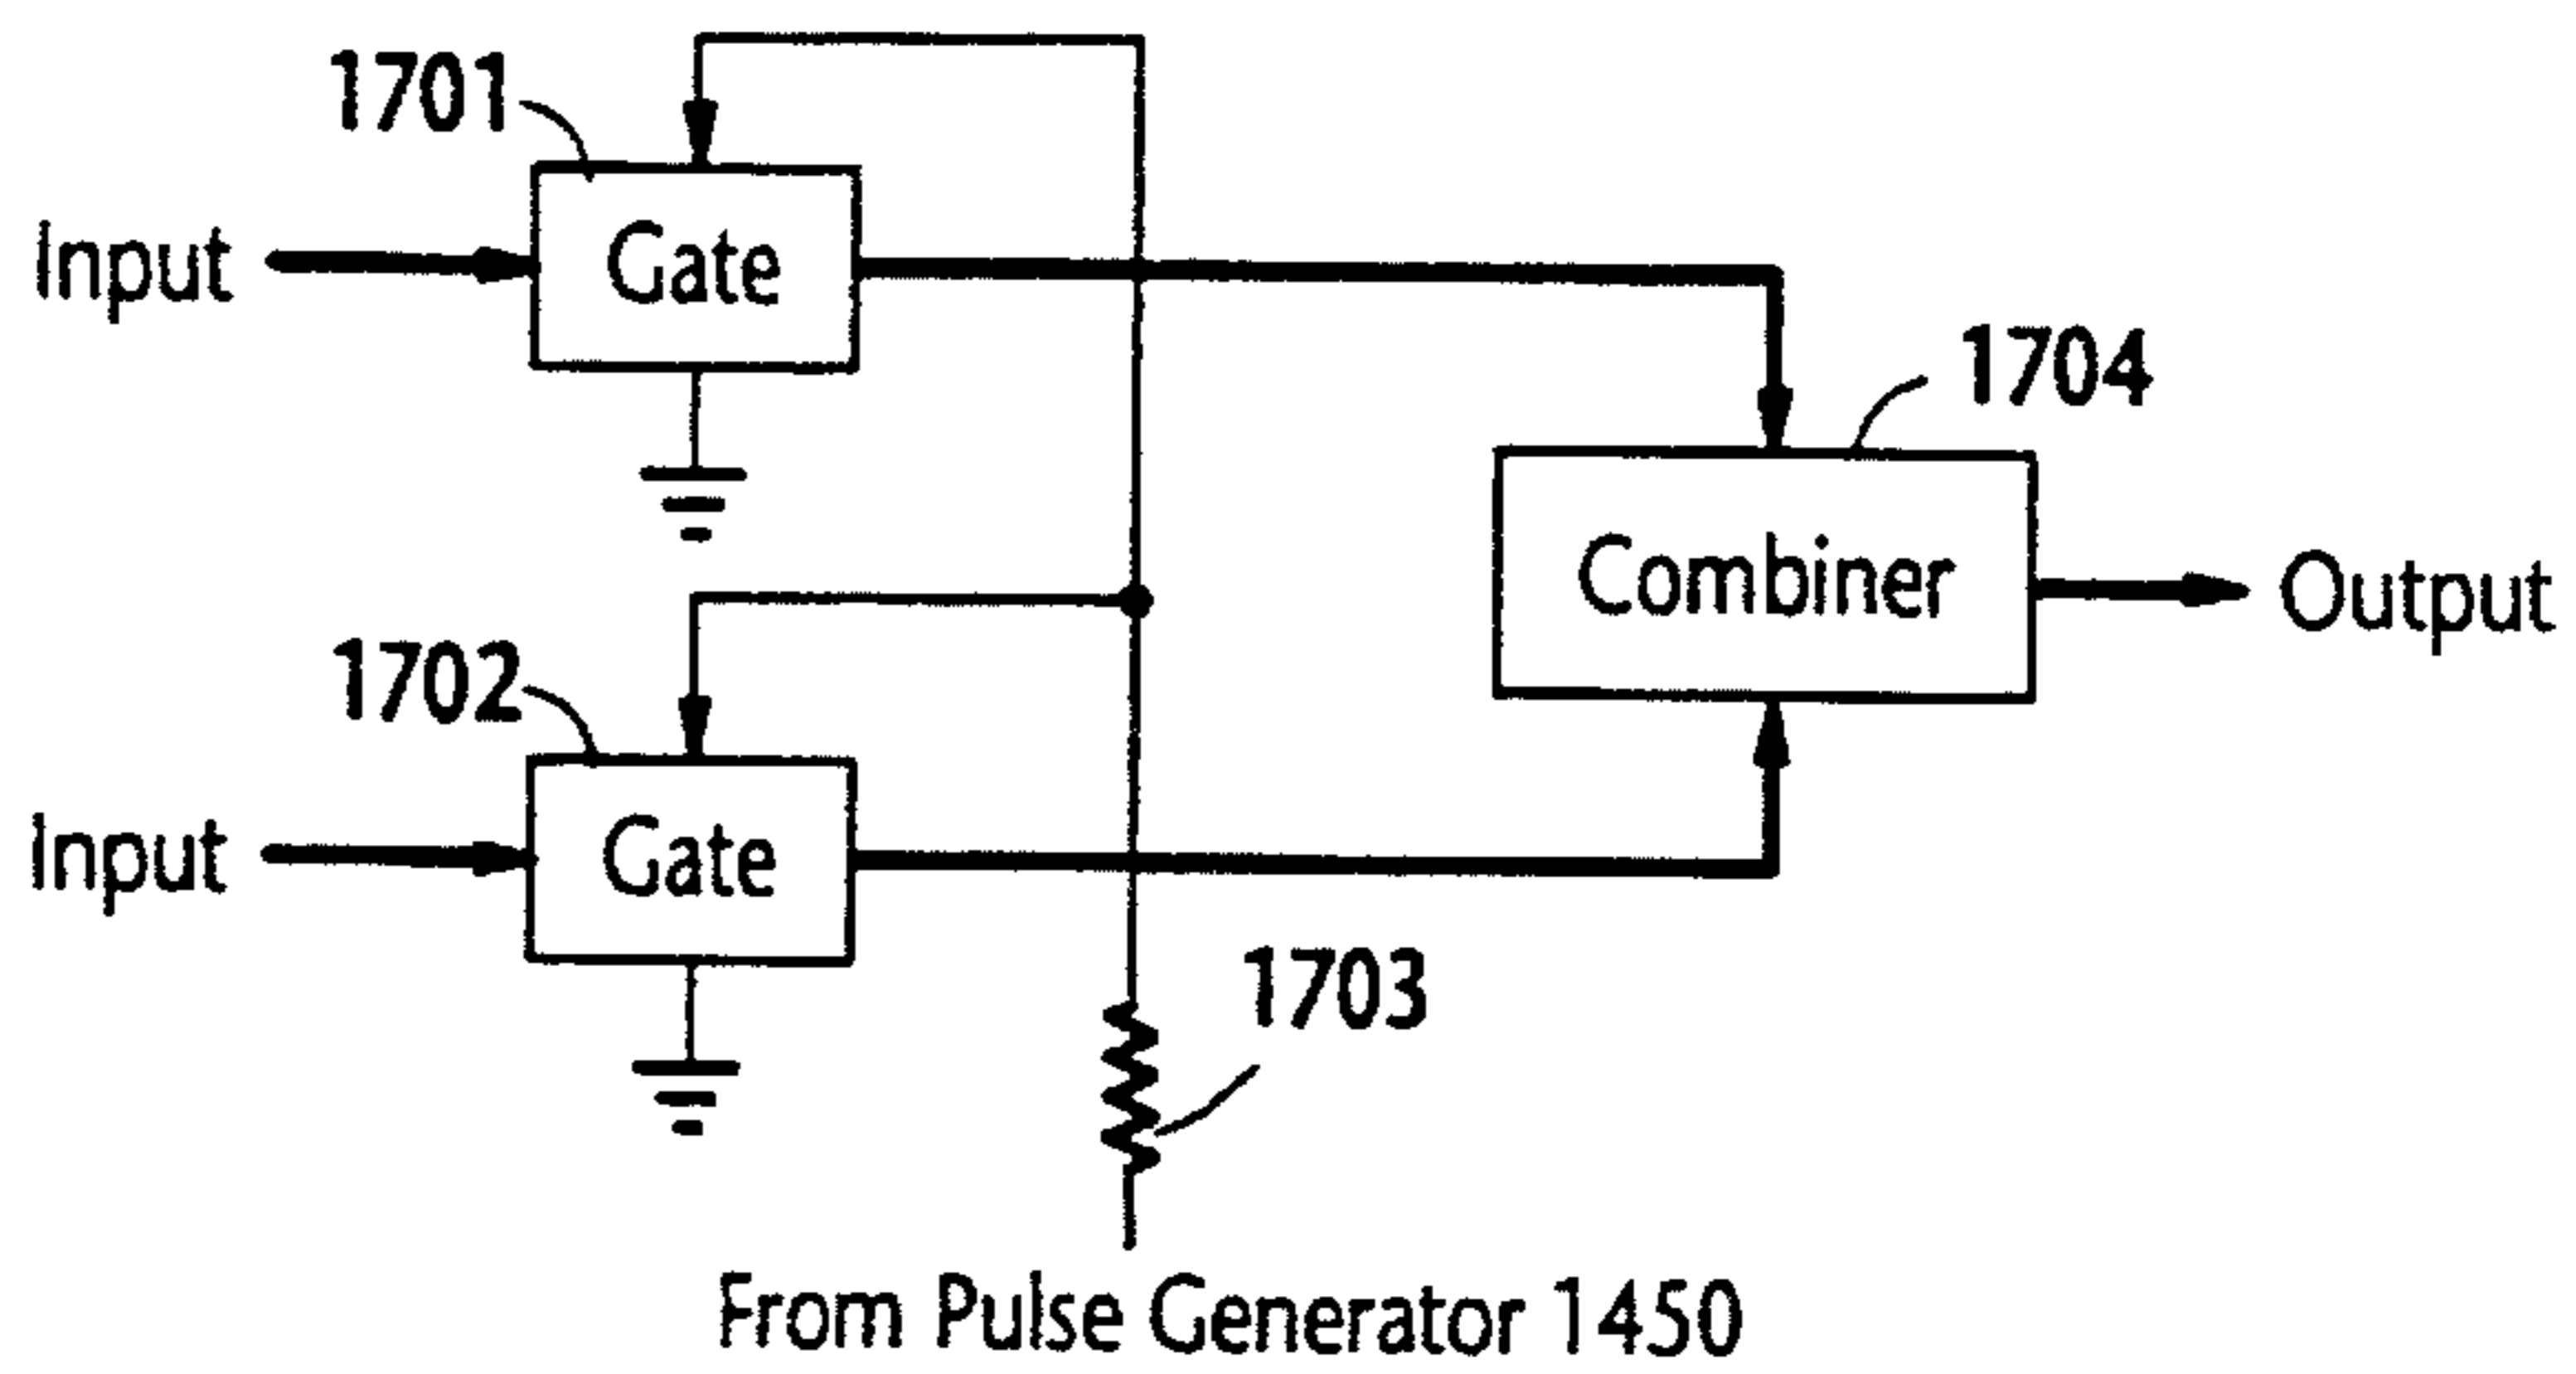 1701
Input
Gate
1704
Combiner
Output
1702
Input
Gate
1703
From Pulse Generator 1450